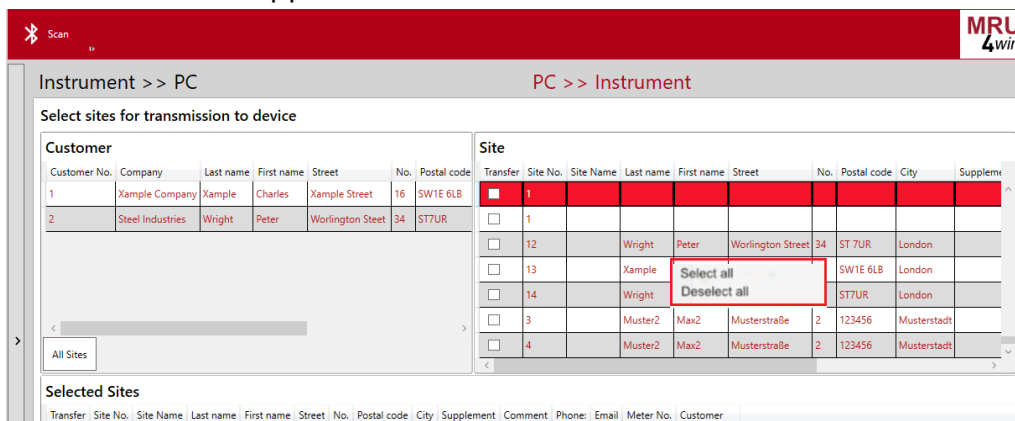 Scan
MRU
4win
Instrument >> PC
PC >> Instrument
Select sites for transmission to device
Customer
Customer No. Company Last name First name Street No. Postal code
1 Xample Company Xample Charles Xample Street 16 SW1E 6LB
2 Steel Industries Wright Peter Worlington Steet 34 ST7UR
All Sites
Site
Transfer Site No. Site Name Last name First name Street No. Postal code City Suppleme
1
1
12 Wright Peter Worlington Street 34 ST 7UR London
13 Xample SW1E 6LB London
14 Wright ST7UR London
Select all
Deselect all
3 Muster2 Max2 Musterstraße 2 123456 Musterstadt
4 Muster2 Max2 Musterstraße 2 123456 Musterstadt
Selected Sites
Transfer Site No. Site Name Last name First name Street No. Postal code City Supplement Comment Phone: Email Meter No. Customer